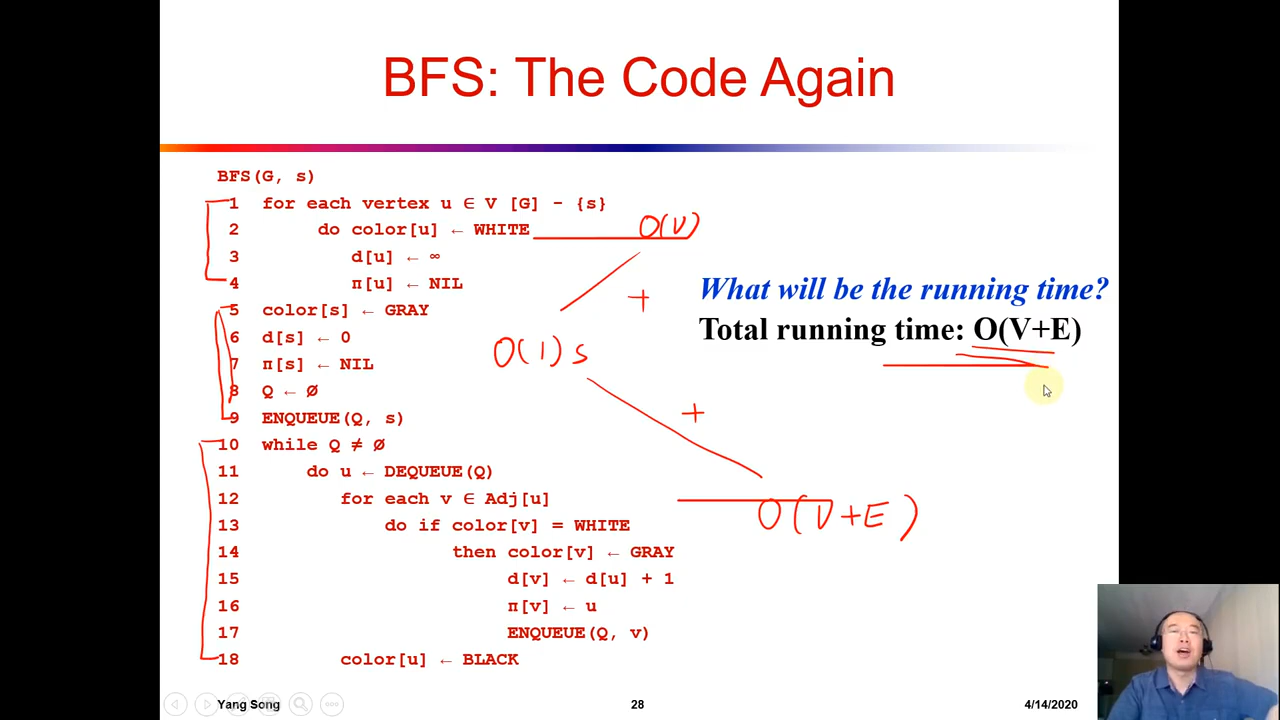 BFS: The Code Again
BFS(G, s)
1 for each vertex u ∈ V [G] - {s}
2 do color[u] ← WHITE
O(V)
3 d[u] ← ∞
4 π[u] ← NIL
+
What will be the running time?
5 color[s] ← GRAY
Total running time: O(V+E)
6 d[s] ← 0
O(1) s
7 π[s] ← NIL
8 Q ← ∅
9 ENQUEUE(Q, s)
+
10 while Q ≠ ∅
11 do u ← DEQUEUE(Q)
12 for each v ∈ Adj[u]
O(V+E)
13 do if color[v] = WHITE
14 then color[v] ← GRAY
15 d[v] ← d[u] + 1
16 π[v] ← u
17 ENQUEUE(Q, v)
18 color[u] ← BLACK
Yang Song
28
4/14/2020